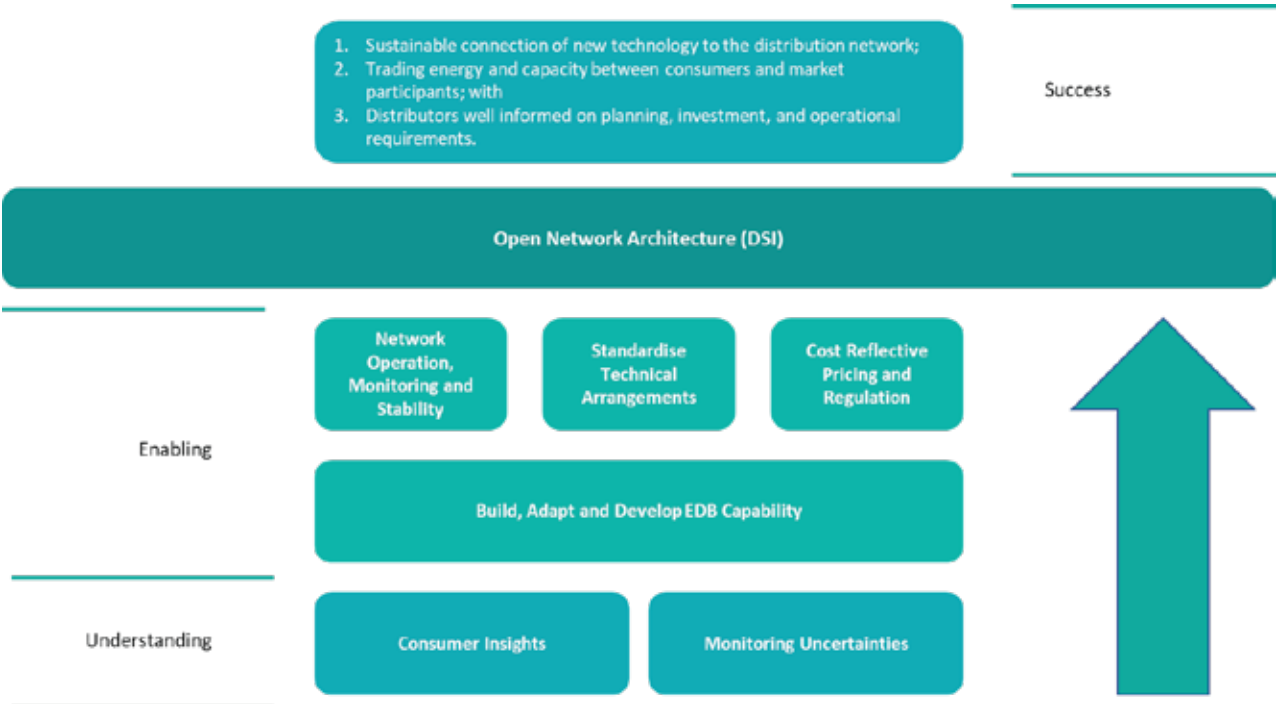 1. Sustainable connection of new technology to the distribution network;
2. Trading energy and capacity between consumers and market
participants; with
3. Distributors well informed on planning, investment, and operational
requirements.
Success
Open Network Architecture (DSI)
Enabling
Network
Operation,
Monitoring and
Stability
Standardise
Technical
Arrangements
Cost Reflective
Pricing and
Regulation
Build, Adapt and Develop EDB Capability
Understanding
Consumer Insights
Monitoring Uncertainties